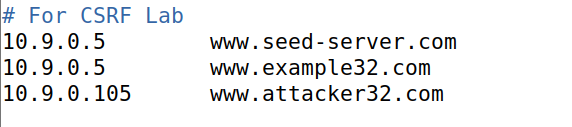 # For CSRF Lab
10.9.0.5 www.seed-server.com
10.9.0.5 www.example32.com
10.9.0.105 www.attacker32.com